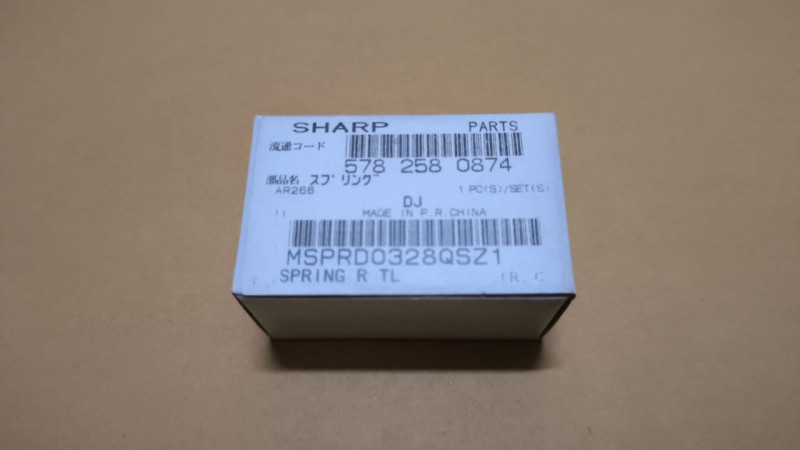 SHARP PARTS
流通コード
578 258 0874
部品名 スプリング
AR266 1 PC(S)/SET(S)
DJ
MADE IN P.R.CHINA
MSPRD0328QSZ1
SPRING R TL